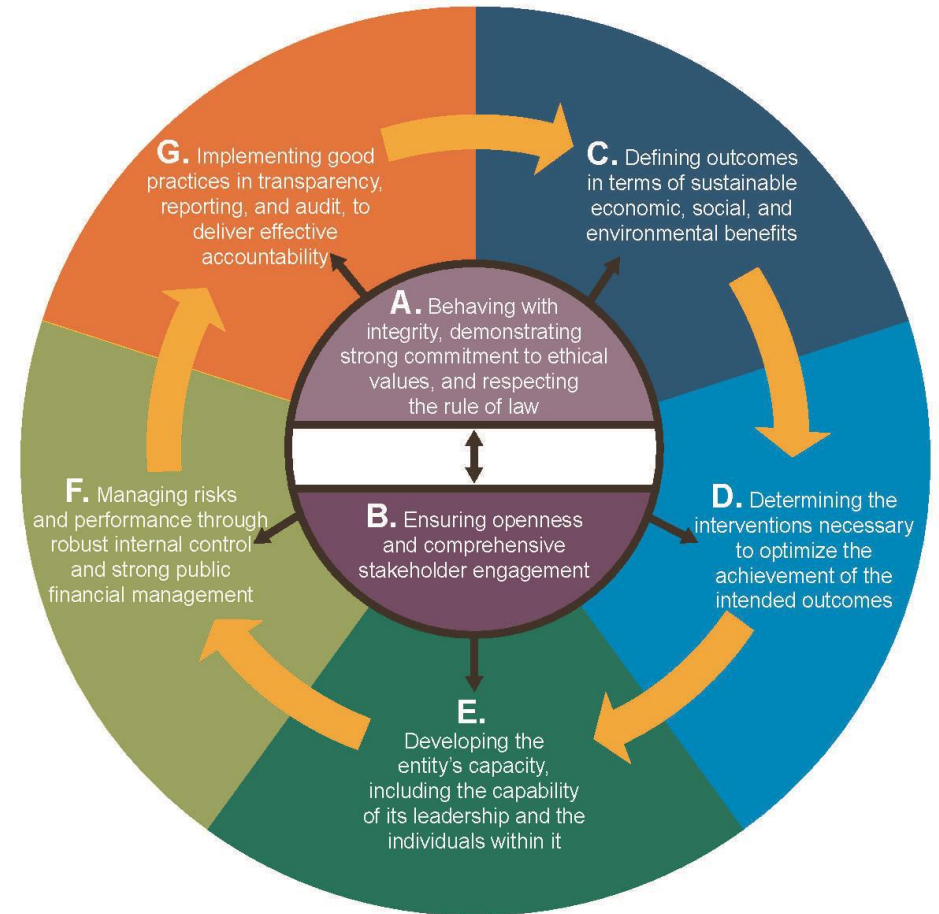 G. Implementing good
practices in transparency,
reporting, and audit, to
deliver effective
accountability
C. Defining outcomes
in terms of sustainable
economic, social, and
environmental benefits
A. Behaving with
integrity, demonstrating
strong commitment to ethical
values, and respecting
the rule of law
B. Ensuring openness
and comprehensive
stakeholder engagement
F. Managing risks
and performance through
robust internal control
and strong public
financial management
D. Determining the
interventions necessary
to optimize the
achievement of the
intended outcomes
E.
Developing the
entity's capacity,
including the capability
of its leadership and the
individuals within it